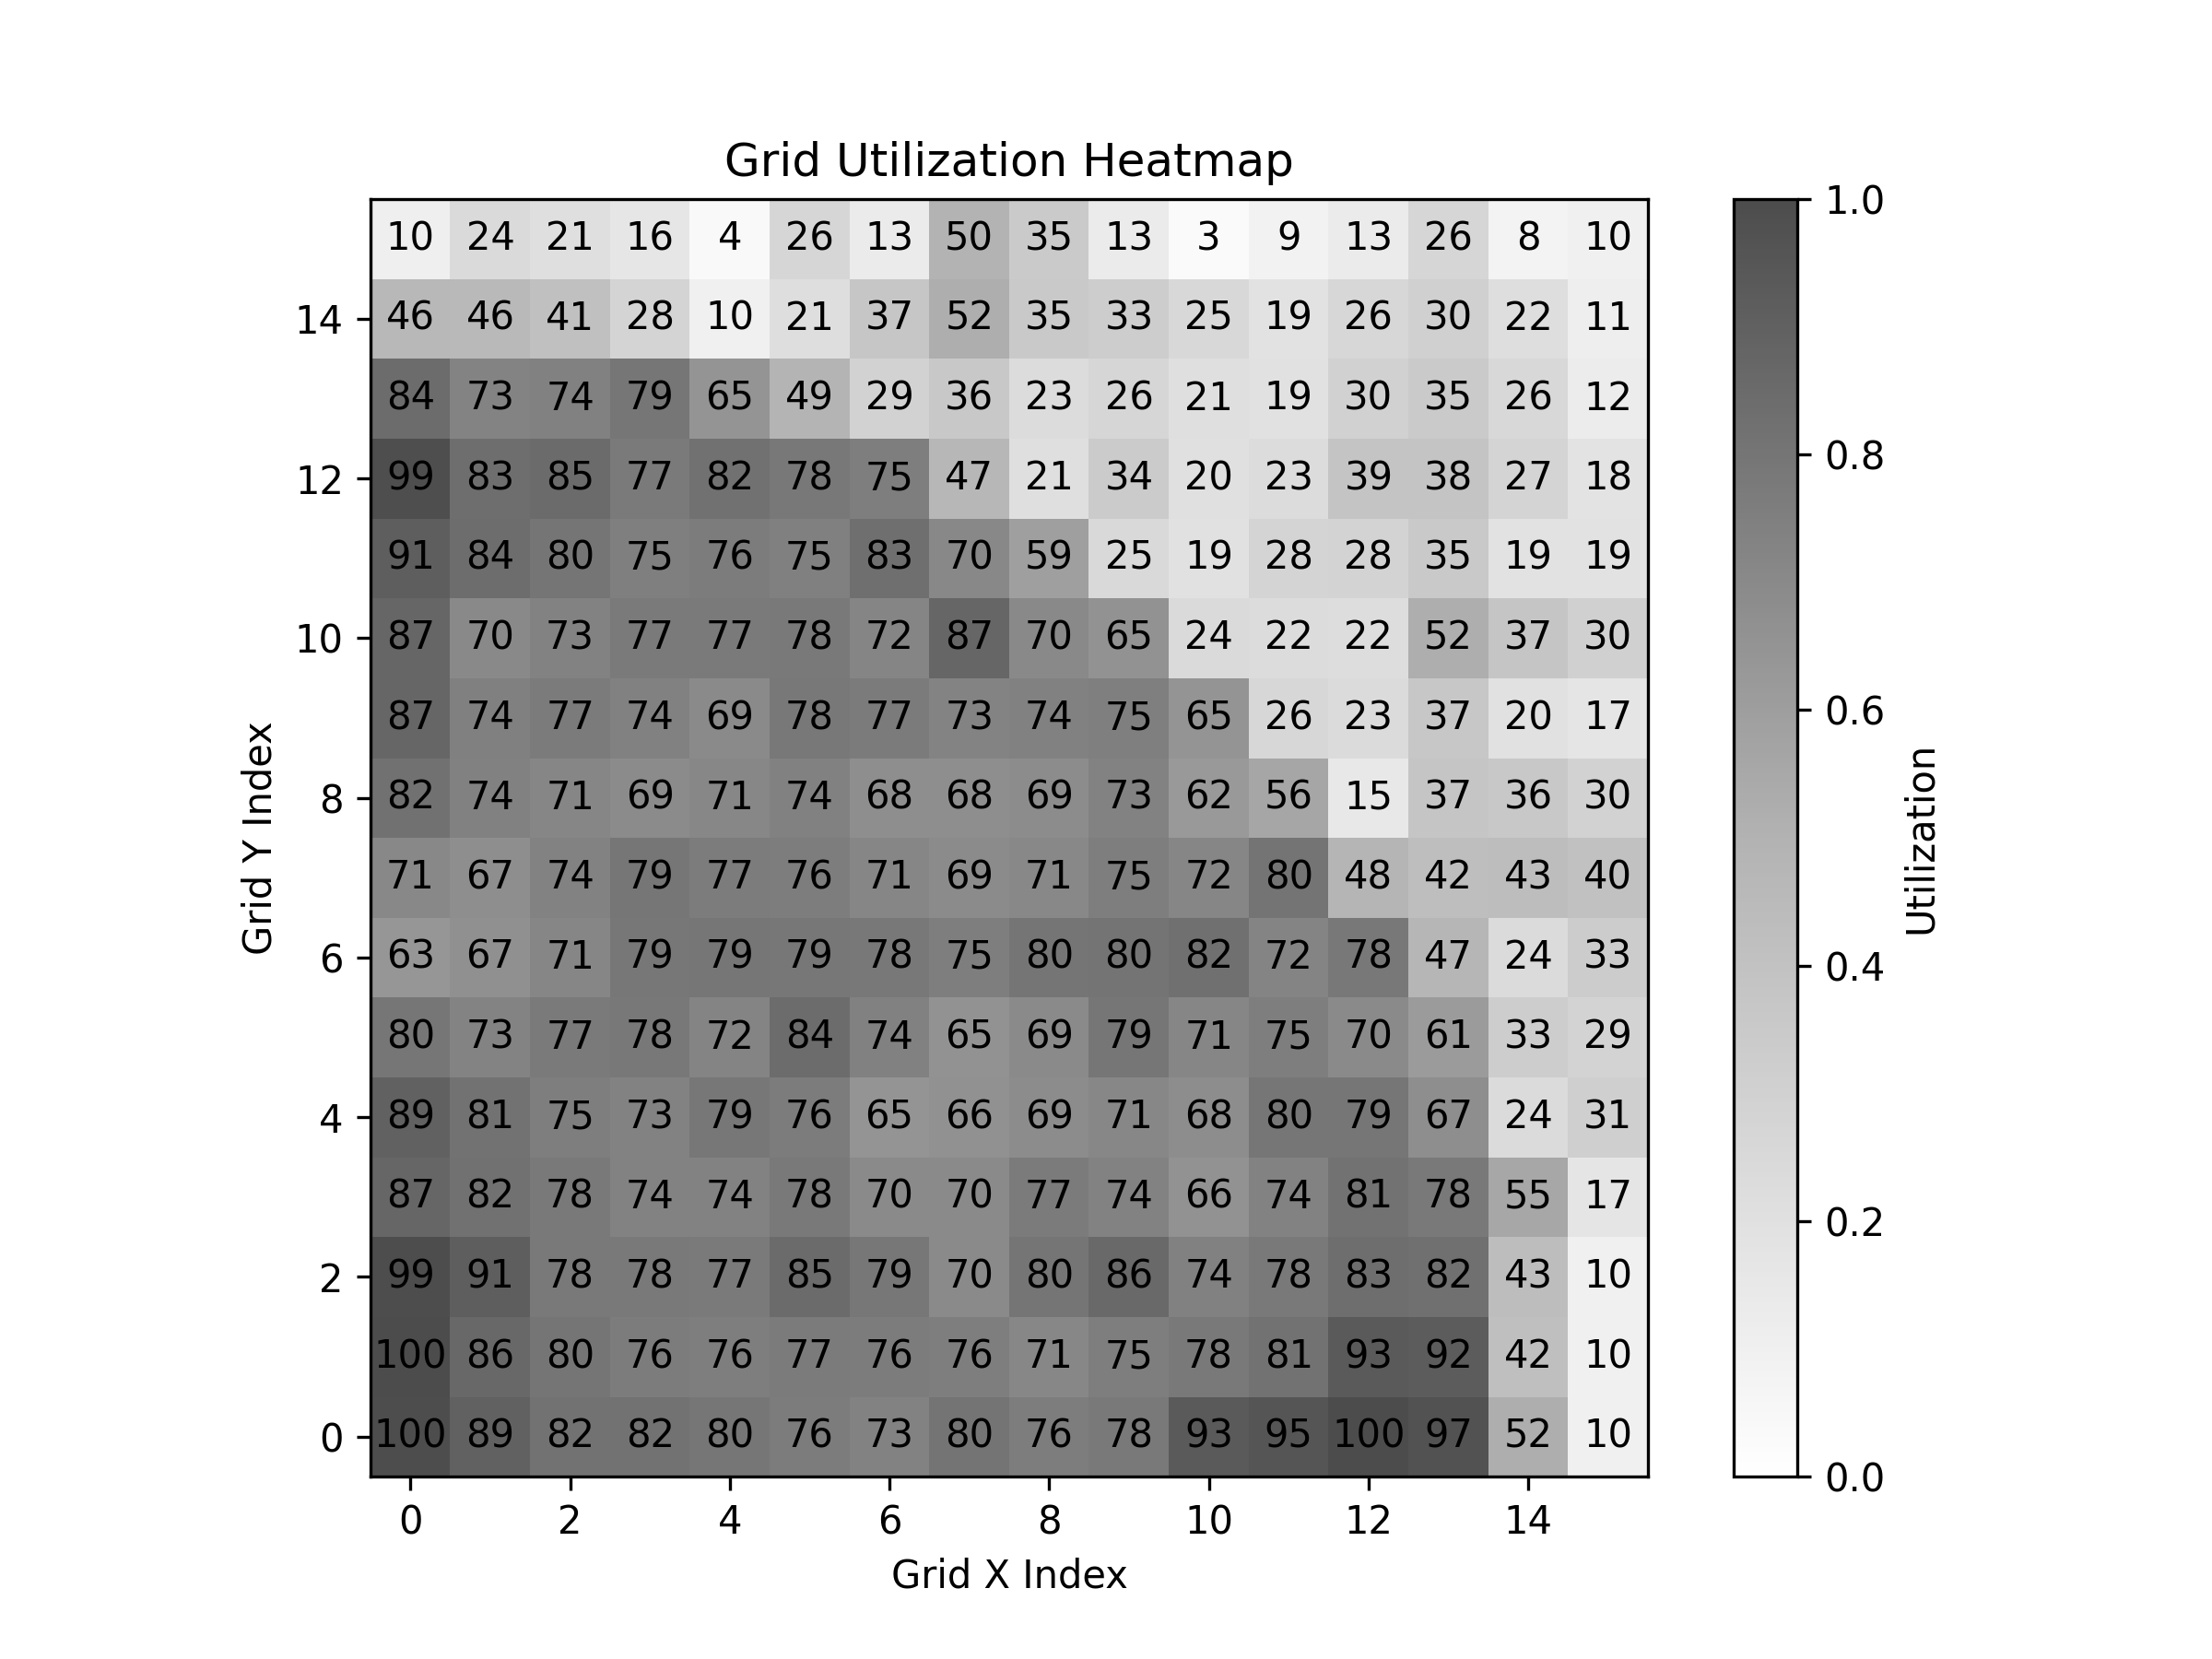 Grid Utilization Heatmap
10 24 21 16 4 26 13 50 35 13 3 9 13 26 8 10
14 46 46 41 28 10 21 37 52 35 33 25 19 26 30 22 11
84 73 74 79 65 49 29 36 23 26 21 19 30 35 26 12
12 99 83 85 77 82 78 75 47 21 34 20 23 39 38 27 18
91 84 80 75 76 75 83 70 59 25 19 28 28 35 19 19
10 87 70 73 77 77 78 72 87 70 65 24 22 22 52 37 30
87 74 77 74 69 78 77 73 74 75 65 26 23 37 20 17
8 82 74 71 69 71 74 68 68 69 73 62 56 15 37 36 30
71 67 74 79 77 76 71 69 71 75 72 80 48 42 43 40
6 63 67 71 79 79 79 78 75 80 80 82 72 78 47 24 33
80 73 77 78 72 84 74 65 69 79 71 75 70 61 33 29
4 89 81 75 73 79 76 65 66 69 71 68 80 79 67 24 31
87 82 78 74 74 78 70 70 77 74 66 74 81 78 55 17
2 99 91 78 78 77 85 79 70 80 86 74 78 83 82 43 10
100 86 80 76 76 77 76 76 71 75 78 81 93 92 42 10
0 100 89 82 82 80 76 73 80 76 78 93 95 100 97 52 10
0 2 4 6 8 10 12 14
Grid X Index
Grid Y Index
1.0
0.8
0.6
0.4
0.2
0.0
Utilization